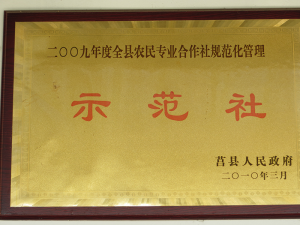 二〇〇九年度全县农民专业合作社规范化管理
示范社
莒县人民政府
二〇一〇年三月